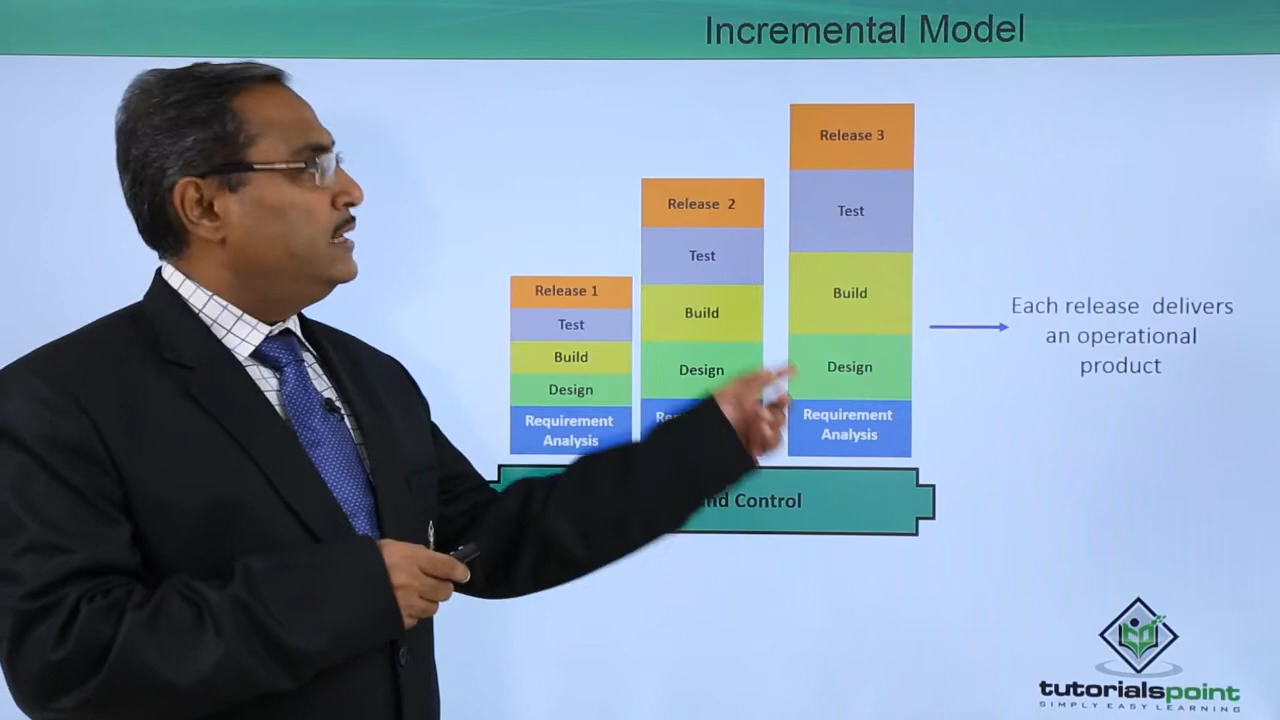 Incremental Model
Release 3
Test
Build
Design
Requirement
Analysis
Release 2
Test
Build
Design
Release 1
Test
Build
Design
Requirement
Analysis
Control
Each release delivers
an operational
product
tutorialspoint
SIMPLY EASY LEARNING